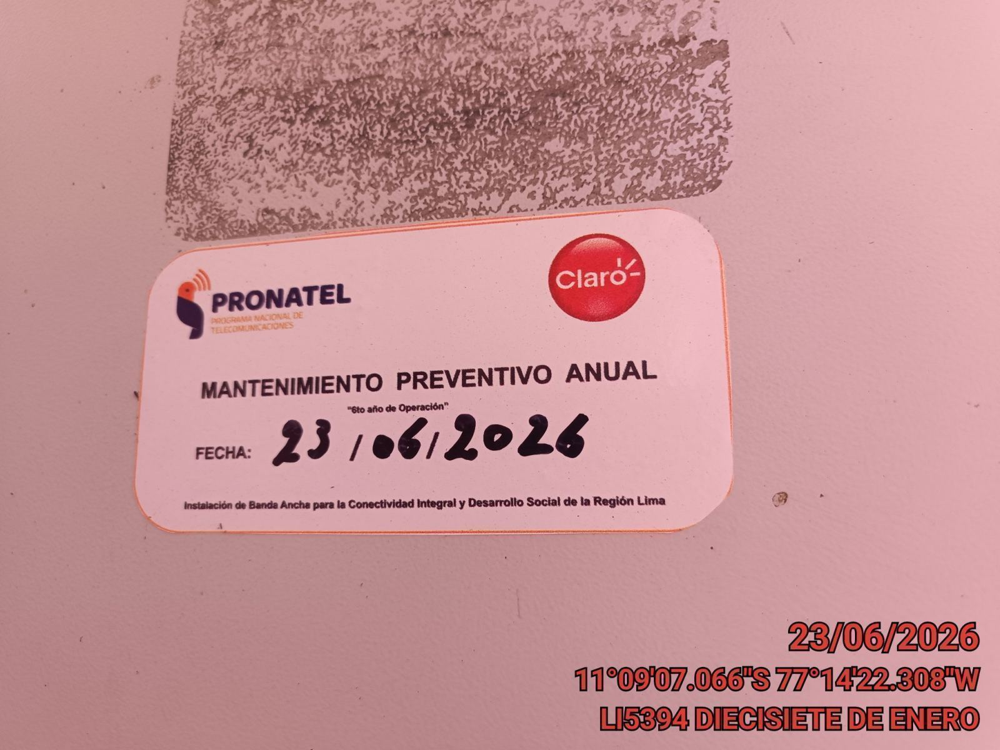 PRONATEL
PROGRAMA NACIONAL DE
TELECOMUNICACIONES
Claro
MANTENIMIENTO PREVENTIVO ANUAL
"6to año de Operación"
FECHA: 23/06/2026
Instalación de Banda Ancha para la Conectividad Integral y Desarrollo Social de la Región Lima
23/06/2026
11°09'07.066"S 77°14'22.308"W
LI5394 DIECISIETE DE ENERO